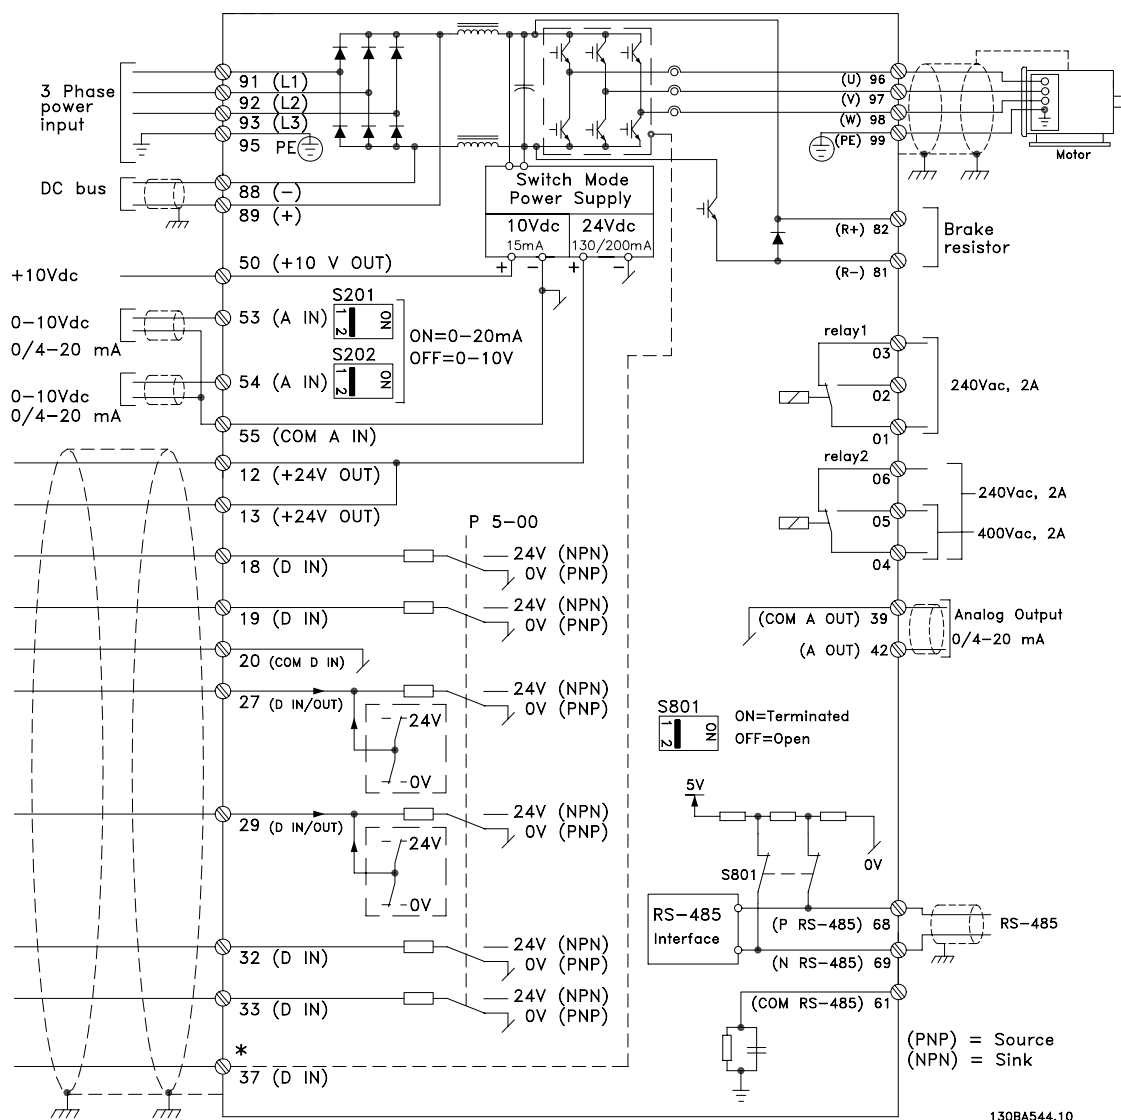 3 Phase
power
input
91 (L1)
92 (L2)
93 (L3)
95 PE
DC bus
88 (-)
89 (+)
Switch Mode
Power Supply
10Vdc
15mA
24Vdc
130/200mA
+ - + -
(U) 96
(V) 97
(W) 98
(PE) 99
Motor
(R+) 82
(R-) 81
Brake
resistor
+10Vdc
50 (+10 V OUT)
0-10Vdc
0/4-20 mA
53 (A IN)
S201
1 2
ON
S202
1 2
ON
ON=0-20mA
OFF=0-10V
0-10Vdc
0/4-20 mA
54 (A IN)
55 (COM A IN)
12 (+24V OUT)
13 (+24V OUT)
relay1
03
02
01
240Vac, 2A
relay2
06
05
04
240Vac, 2A
400Vac, 2A
P 5-00
18 (D IN)
24V (NPN)
0V (PNP)
19 (D IN)
24V (NPN)
0V (PNP)
20 (COM D IN)
27 (D IN/OUT)
24V (NPN)
0V (PNP)
24V
0V
29 (D IN/OUT)
24V (NPN)
0V (PNP)
24V
0V
32 (D IN)
24V (NPN)
0V (PNP)
33 (D IN)
24V (NPN)
0V (PNP)
*
37 (D IN)
(COM A OUT) 39
(A OUT) 42
Analog Output
0/4-20 mA
S801
1 2
ON
ON=Terminated
OFF=Open
5V
0V
S801
RS-485
Interface
(P RS-485) 68
(N RS-485) 69
RS-485
(COM RS-485) 61
(PNP) = Source
(NPN) = Sink
130BA544.10